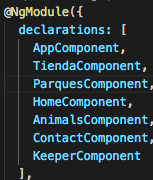 @NgModule({
declarations: [
AppComponent,
TiendaComponent,
ParquesComponent,
HomeComponent,
AnimalsComponent,
ContactComponent,
KeeperComponent
],